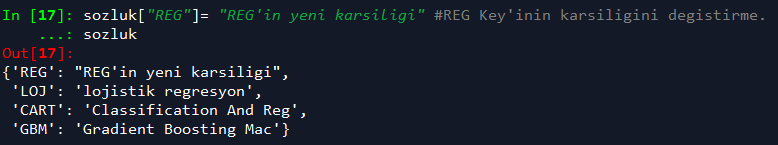 In [17]: sozluk["REG"]= "REG'in yeni karsiligi" #REG Key'inin karsiligini degistirme.
...: sozluk
Out[17]:
{'REG': "REG'in yeni karsiligi",
'LOJ': 'lojistik regresyon',
'CART': 'Classification And Reg',
'GBM': 'Gradient Boosting Mac'}